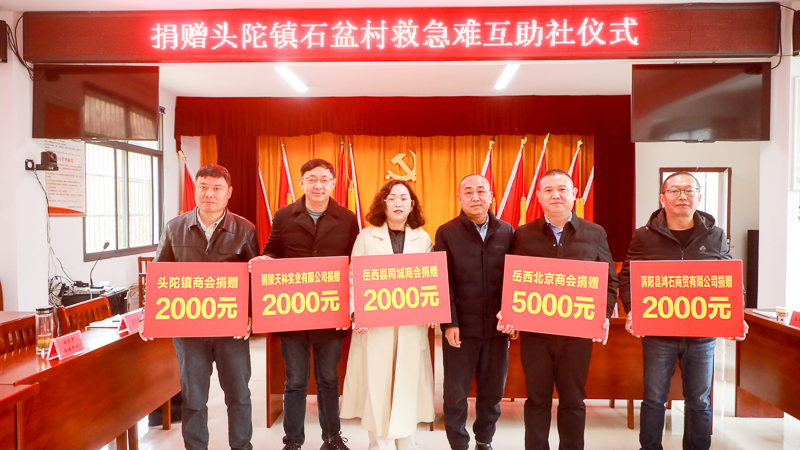 捐赠头陀镇石盆村救急难互助社仪式
头陀镇商会捐赠
2000元
铜陵天林实业有限公司捐赠
2000元
岳西县同城商会捐赠
2000元
岳西北京商会捐赠
5000元
涡阳县鸿石商贸有限公司捐赠
2000元